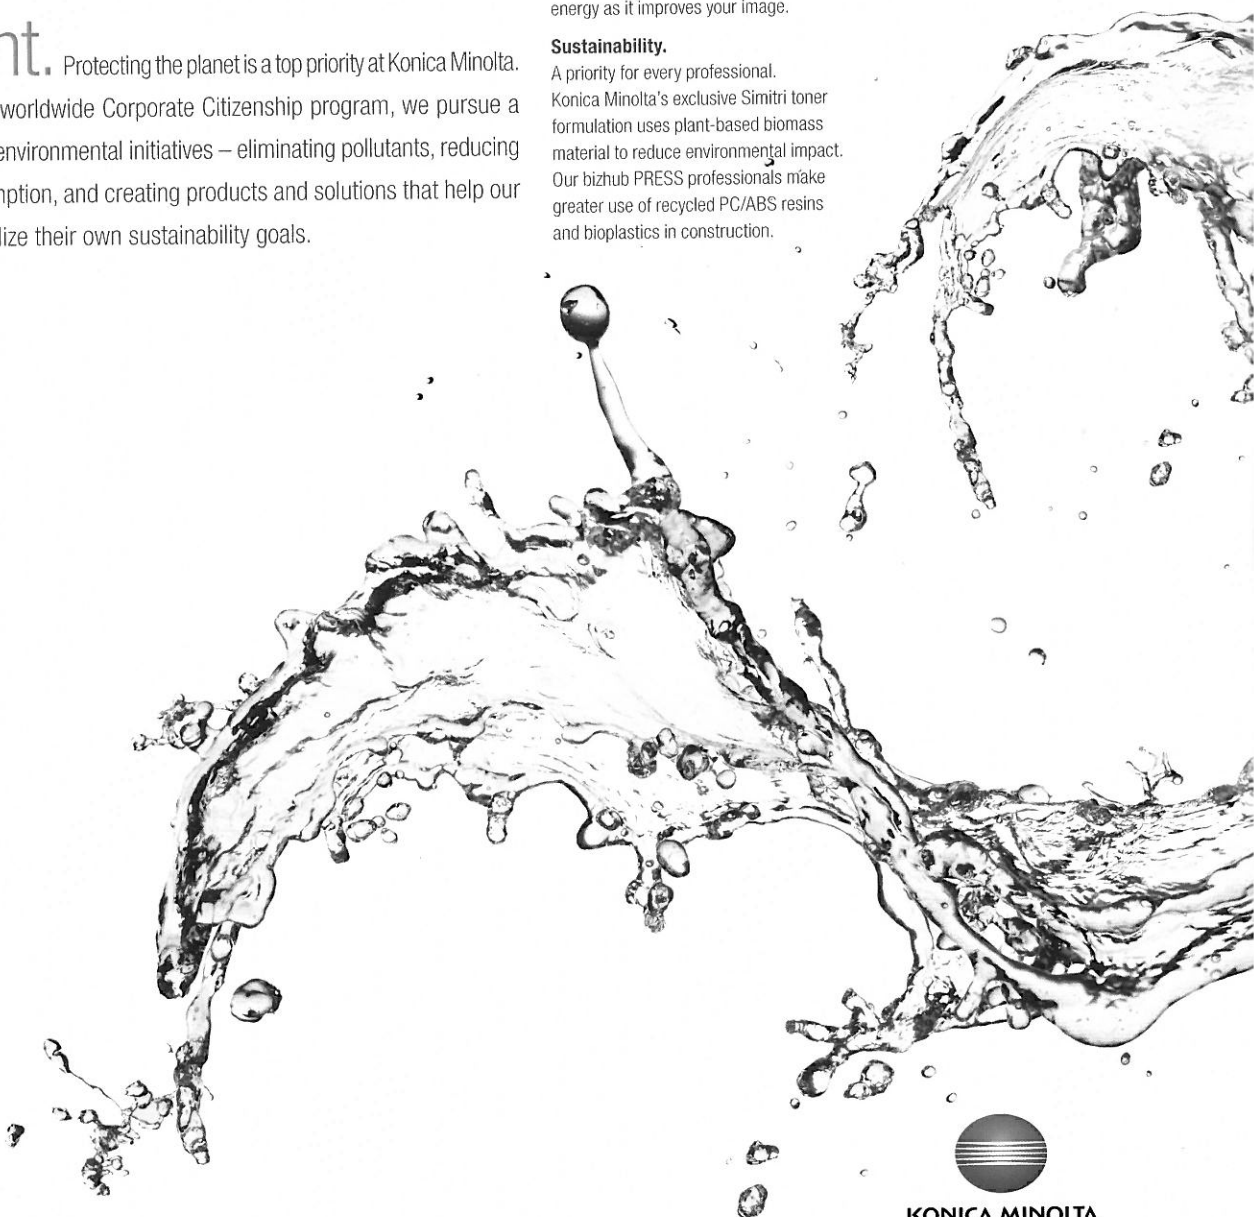 nt. Protecting the planet is a top priority at Konica Minolta.
worldwide Corporate Citizenship program, we pursue a
environmental initiatives – eliminating pollutants, reducing
mption, and creating products and solutions that help our
lize their own sustainability goals.
energy as it improves your image.
Sustainability.
A priority for every professional.
Konica Minolta's exclusive Simitri toner
formulation uses plant-based biomass
material to reduce environmental impact.
Our bizhub PRESS professionals make
greater use of recycled PC/ABS resins
and bioplastics in construction.
KONICA MINOLTA